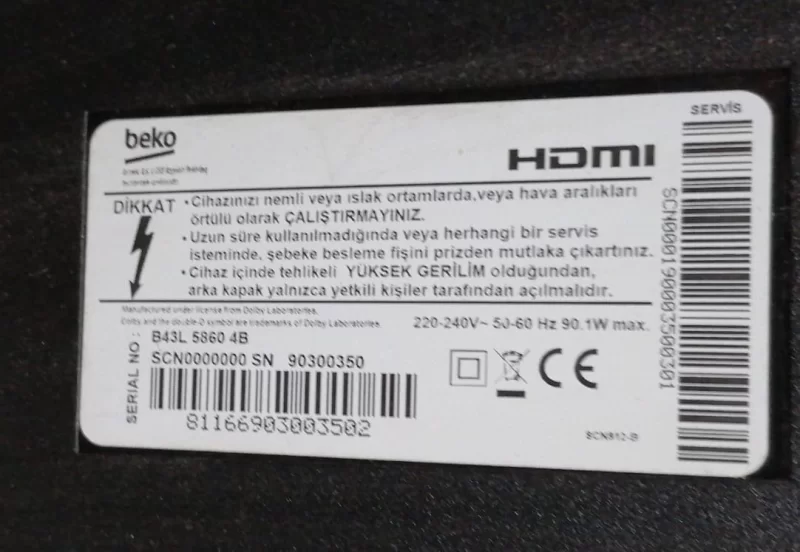 beko
HDMI
SERVİS
DİKKAT
• Cihazınızı nemli veya ıslak ortamlarda,veya hava aralıkları
örtülü olarak ÇALIŞTIRMAYINIZ.
• Uzun süre kullanılmadığında veya herhangi bir servis
isteminde, şebeke besleme fişini prizden mutlaka çıkartınız.
• Cihaz içinde tehlikeli YÜKSEK GERİLİM olduğundan,
arka kapak yalnızca yetkili kişiler tarafından açılmalıdır.
Manufactured under license from Dolby Laboratories.
Dolby and the double-D symbol are trademarks of Dolby Laboratories.
220-240V~ 50-60 Hz 90.1W max.
SERIAL NO:
B43L 5860 4B
SCN0000000 SN 90300350
81166903003502
CE
SCN812-B